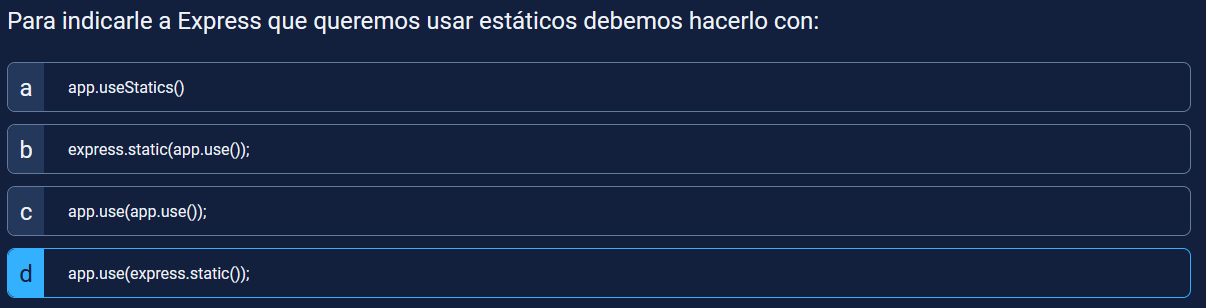 Para indicarle a Express que queremos usar estáticos debemos hacerlo con:
a app.useStatics()
b express.static(app.use());
c app.use(app.use());
d app.use(express.static());